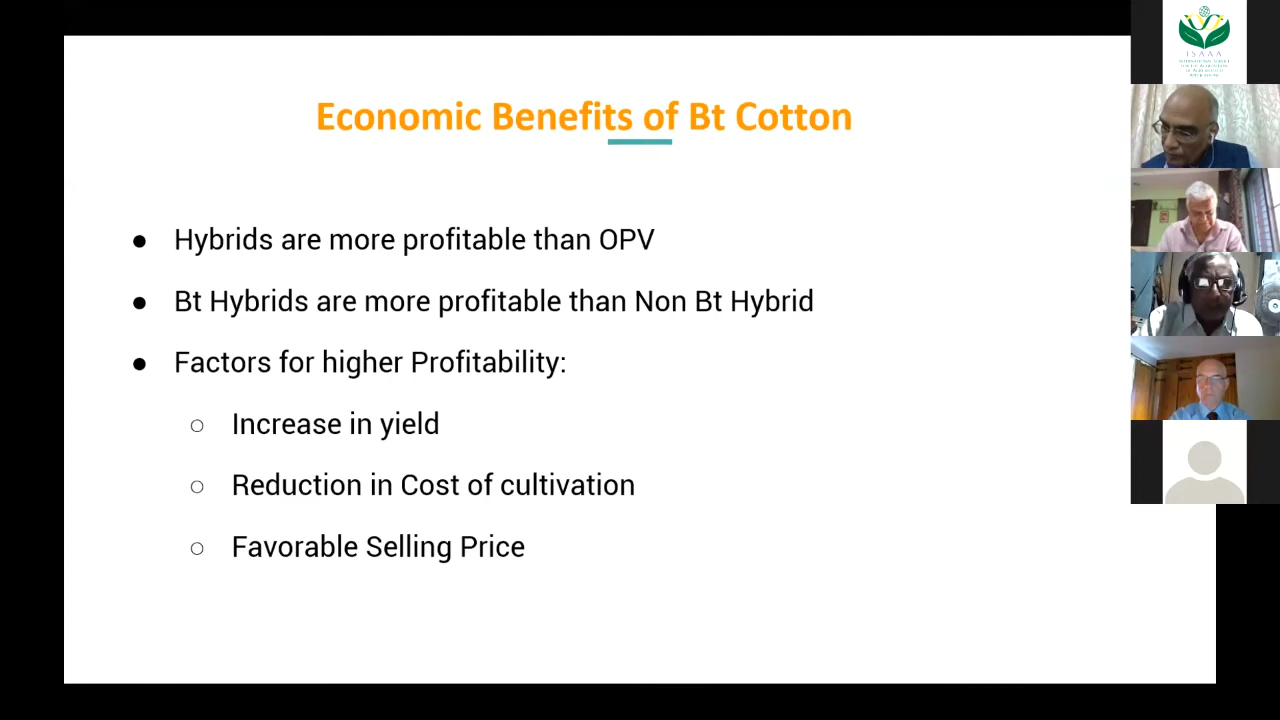 Economic Benefits of Bt Cotton
● Hybrids are more profitable than OPV
● Bt Hybrids are more profitable than Non Bt Hybrid
● Factors for higher Profitability:
○ Increase in yield
○ Reduction in Cost of cultivation
○ Favorable Selling Price
ISAAA